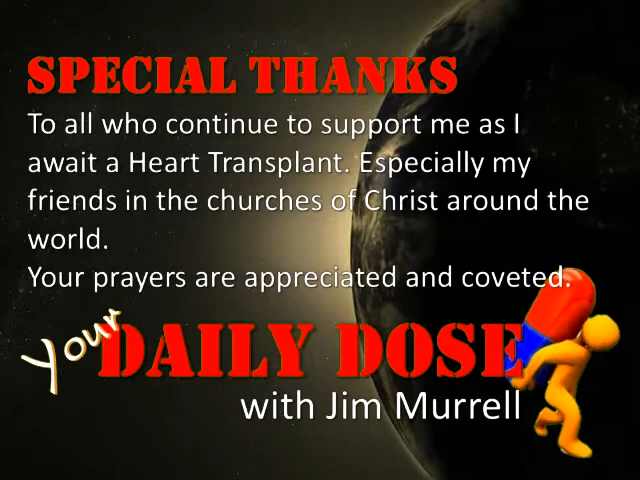 SPECIAL THANKS
To all who continue to support me as I
await a Heart Transplant. Especially my
friends in the churches of Christ around the
world.
Your prayers are appreciated and coveted.
Your DAILY DOSE
with Jim Murrell